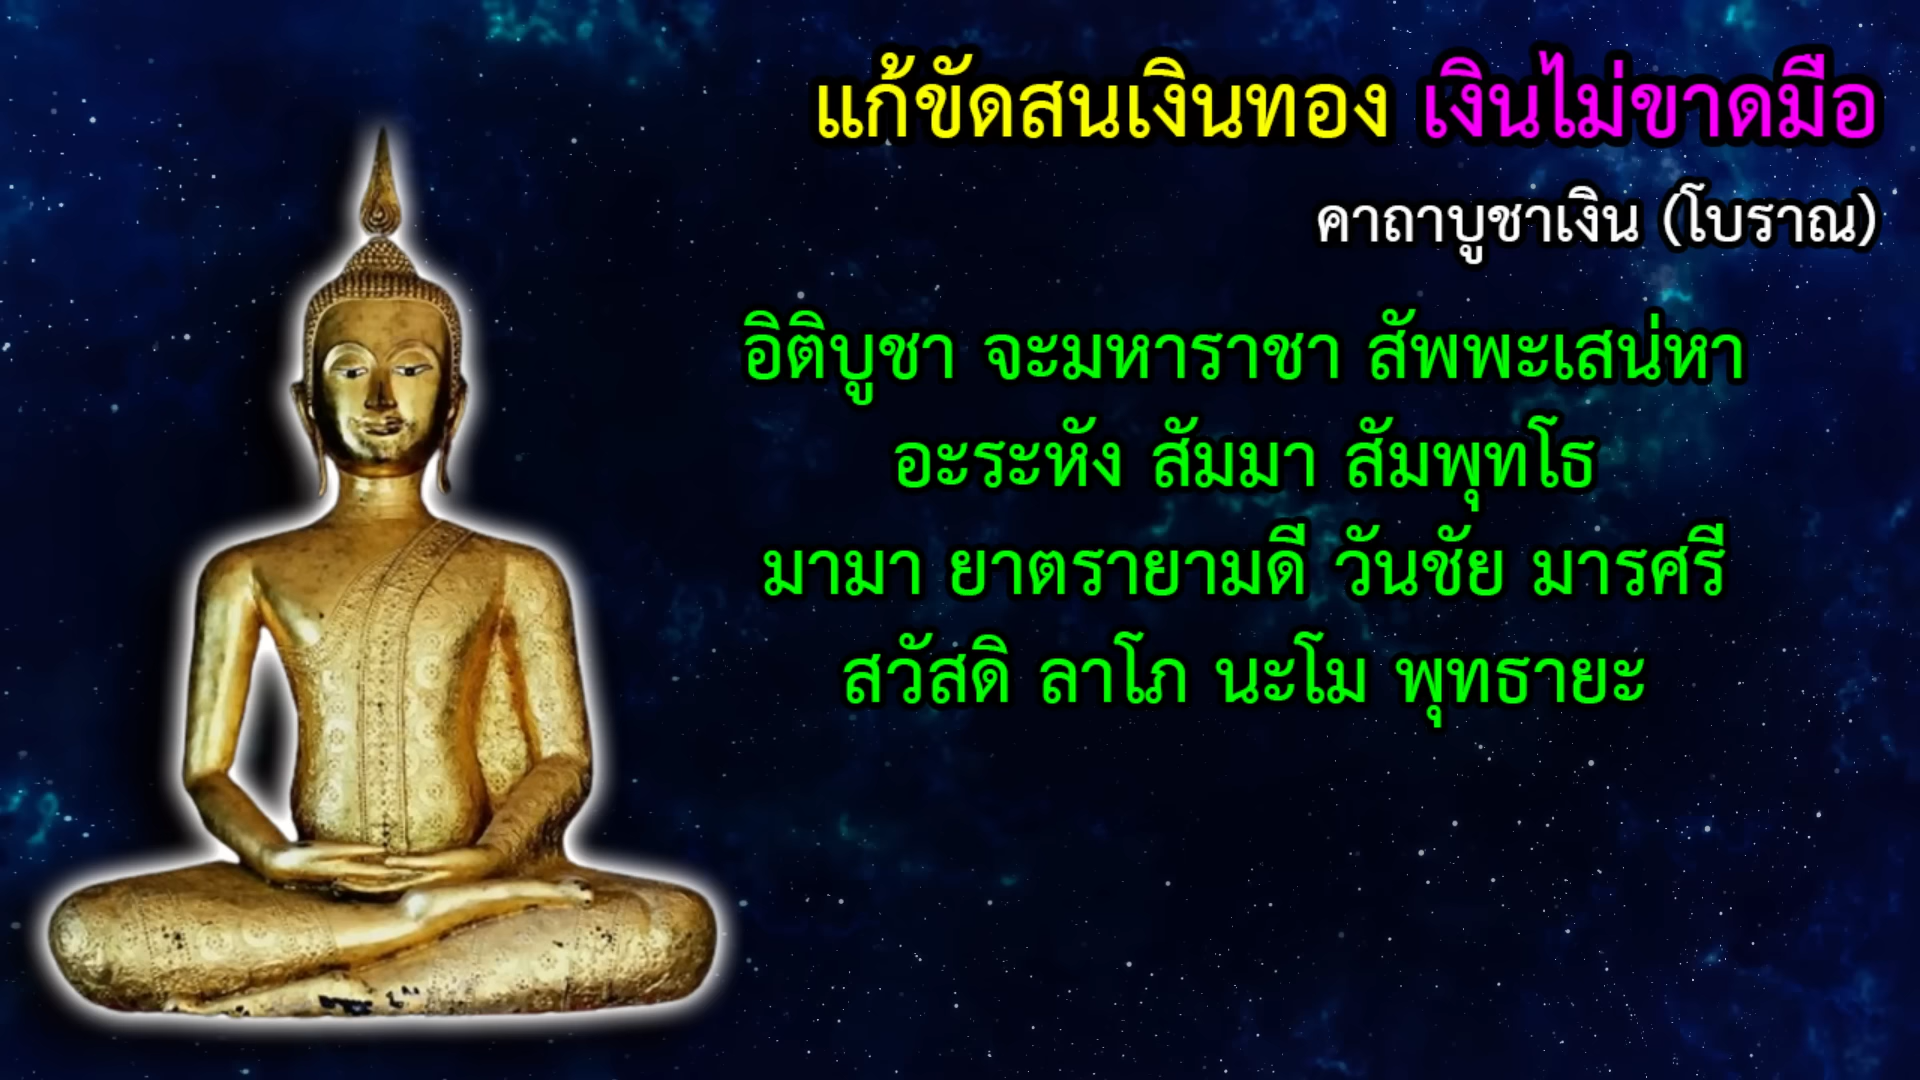 แก้ขัดสนเงินทอง เงินไม่ขาดมือ
คาถาบูชาเงิน (โบราณ)
อิติบูชา จะมหาราชา สัพพะเสน่หา
อะระหัง สัมมา สัมพุทโธ
มามา ยาตรายามดี วันชัย มารศรี
สวัสดิ ลาโภ นะโม พุทธายะ